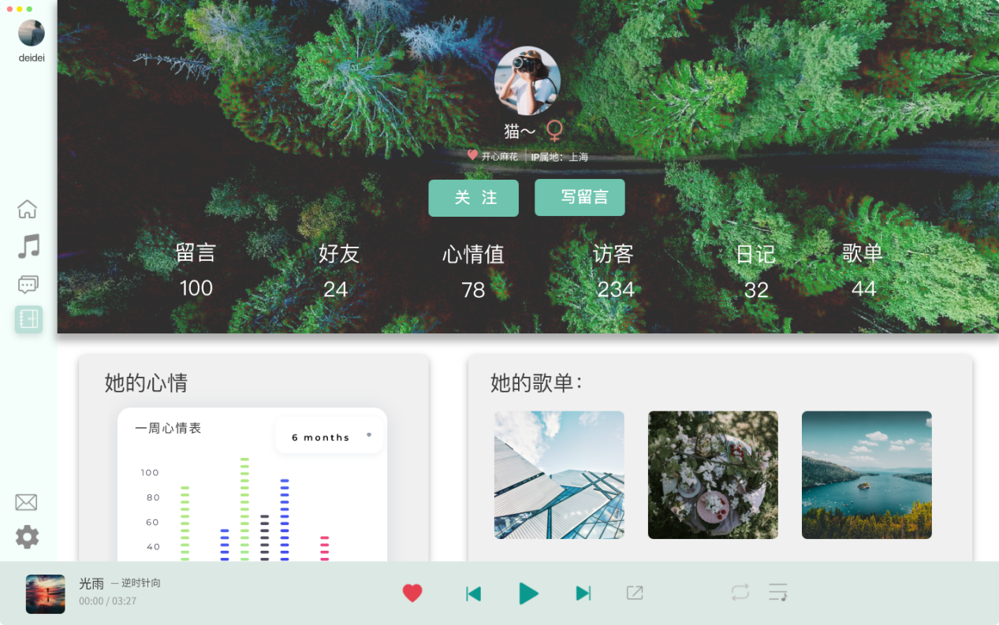 deidei
猫～
开心麻花 IP属地：上海
关 注 写留言
留言 好友 心情值 访客 日记 歌单
100 24 78 234 32 44
她的心情 她的歌单：
一周心情表 6 months
100
80
60
40
光雨 — 逆时针向
00:00 / 03:27